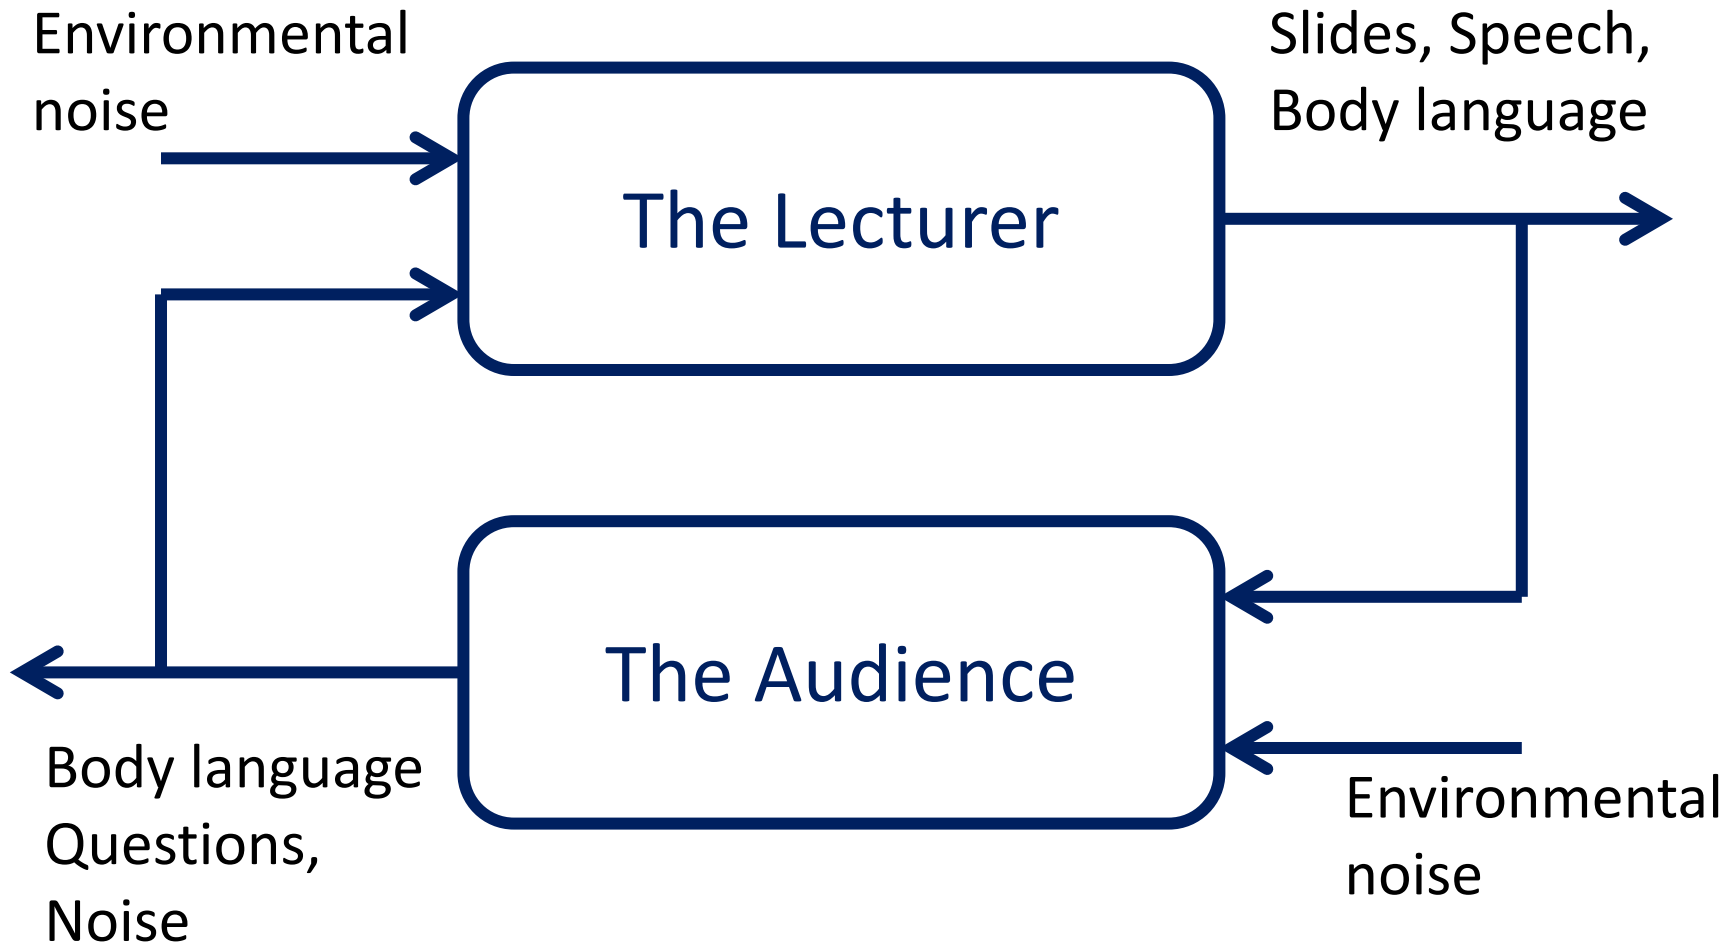 Environmental
noise
Slides, Speech,
Body language
The Lecturer
The Audience
Body language
Questions,
Noise
Environmental
noise